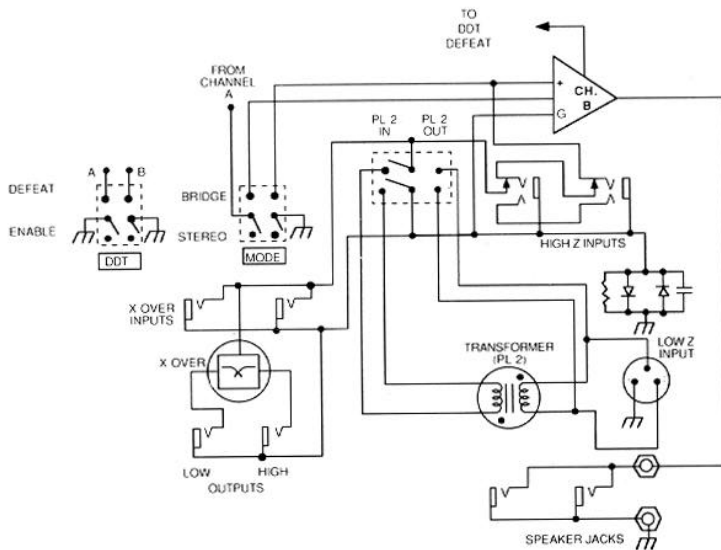 TO
DDT
DEFEAT
FROM
CHANNEL
A
+
CH.
B
G
PL 2
IN
PL 2
OUT
A
B
DEFEAT
ENABLE
DDT
BRIDGE
STEREO
MODE
HIGH Z INPUTS
X OVER
INPUTS
X OVER
TRANSFORMER
(PL 2)
LOW Z
INPUT
LOW
HIGH
OUTPUTS
SPEAKER JACKS